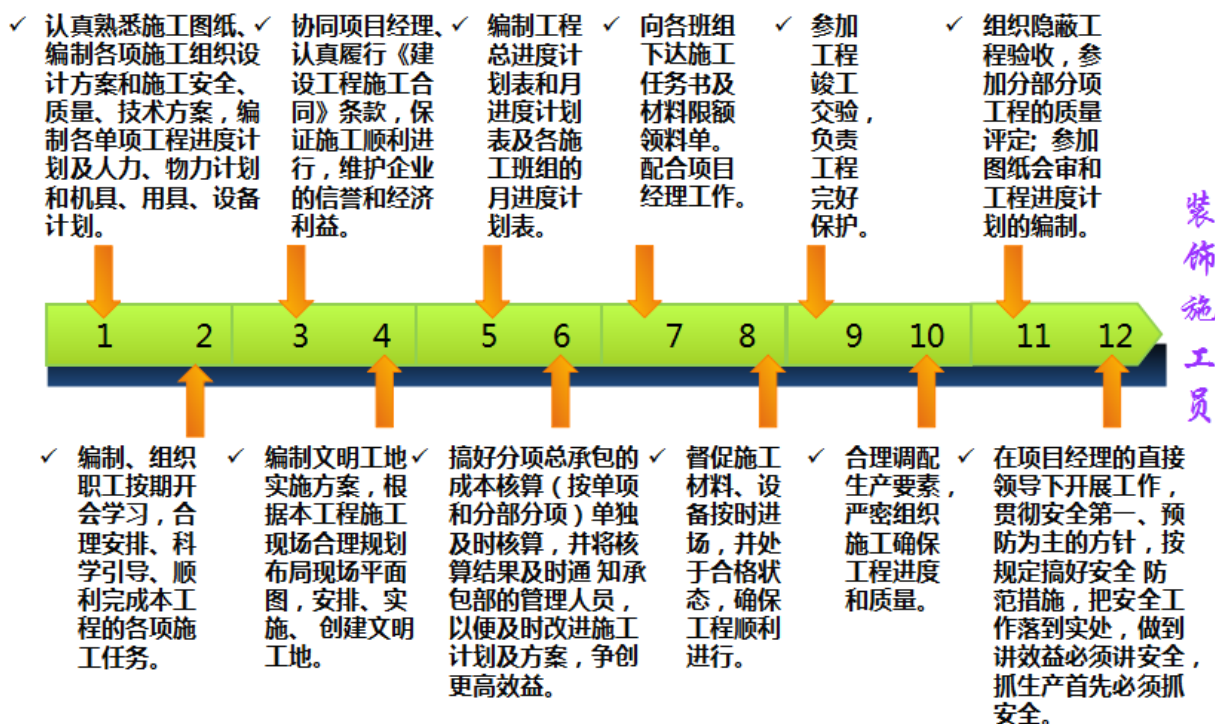 ✓ 认真熟悉施工图纸、
编制各项施工组织设
计方案和施工安全、
质量、技术方案，编
制各单项工程进度计
划及人力、物力计划
和机具、用具、设备
计划。
✓ 协同项目经理、
认真履行《建
设工程施工合
同》条款，保
证施工顺利进
行，维护企业
的信誉和经济
利益。
✓ 编制工程
总进度计
划表和月
进度计划
表及各施
工班组的
月进度计
划表。
✓ 向各班组
下达施工
任务书及
材料限额
领料单。
配合项目
经理工作。
✓ 参加
工程
竣工
交验，
负责
工程
完好
保护。
✓ 组织隐蔽工
程验收，参
加分部分项
工程的质量
评定; 参加
图纸会审和
工程进度计
划的编制。
装饰施工员
1 2 3 4 5 6 7 8 9 10 11 12
✓ 编制、组织
职工按期开
会学习，合
理安排、科
学引导、顺
利完成本工
程的各项施
工任务。
✓ 编制文明工地
实施方案，根
据本工程施工
现场合理规划
布局现场平面
图，安排、实
施、 创建文明
工地。
✓ 搞好分项总承包的
成本核算（按单项
和分部分项）单独
及时核算，并将核
算结果及时通 知承
包部的管理人员，
以便及时改进施工
计划及方案，争创
更高效益。
✓ 督促施工
材料、设
备按时进
场，并处
于合格状
态，确保
工程顺利
进行。
✓ 合理调配
生产要素，
严密组织
施工确保
工程进度
和质量。
✓ 在项目经理的直接
领导下开展工作，
贯彻安全第一、预
防为主的方针，按
规定搞好安全 防
范措施，把安全工
作落到实处，做到
讲效益必须讲安全，
抓生产首先必须抓
安全。